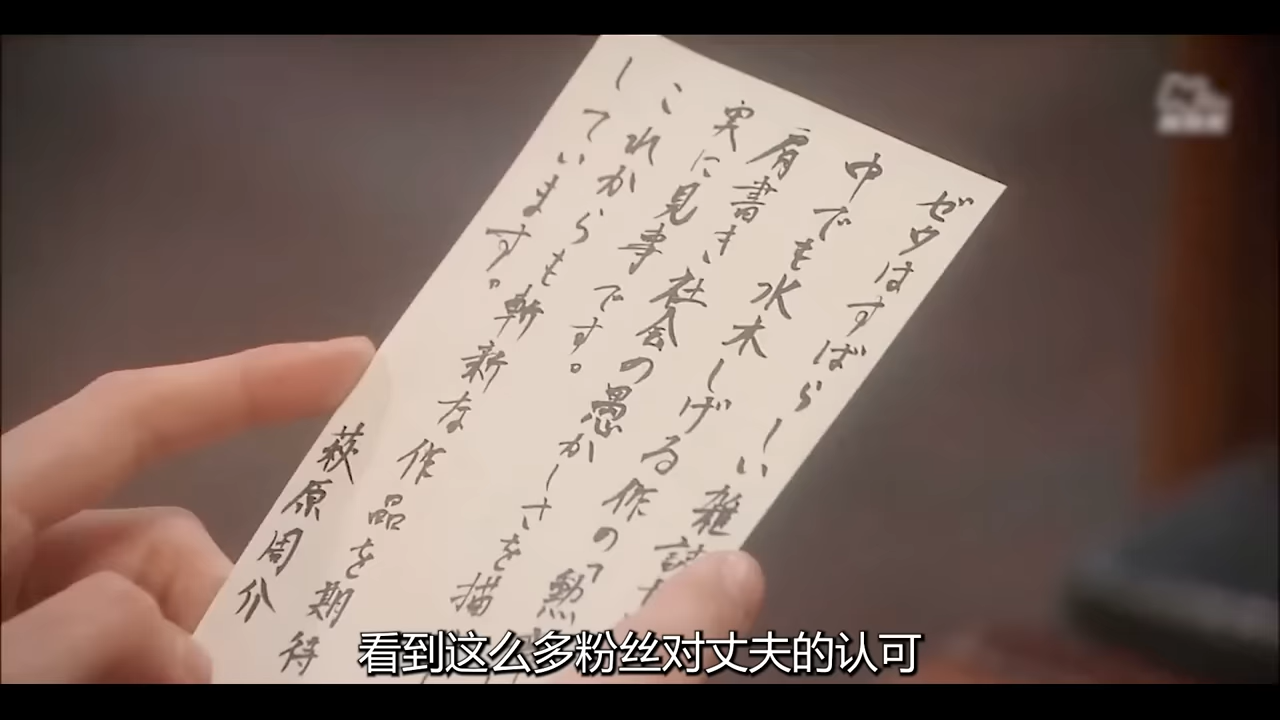 ゼウはすばらしい雑誌
中でも水木しげる作の「勲
肩書き社会の愚かしさを描
実に見事です。
これからも斬新な作品を期待
しています。
萩原周介
看到这么多粉丝对丈夫的认可